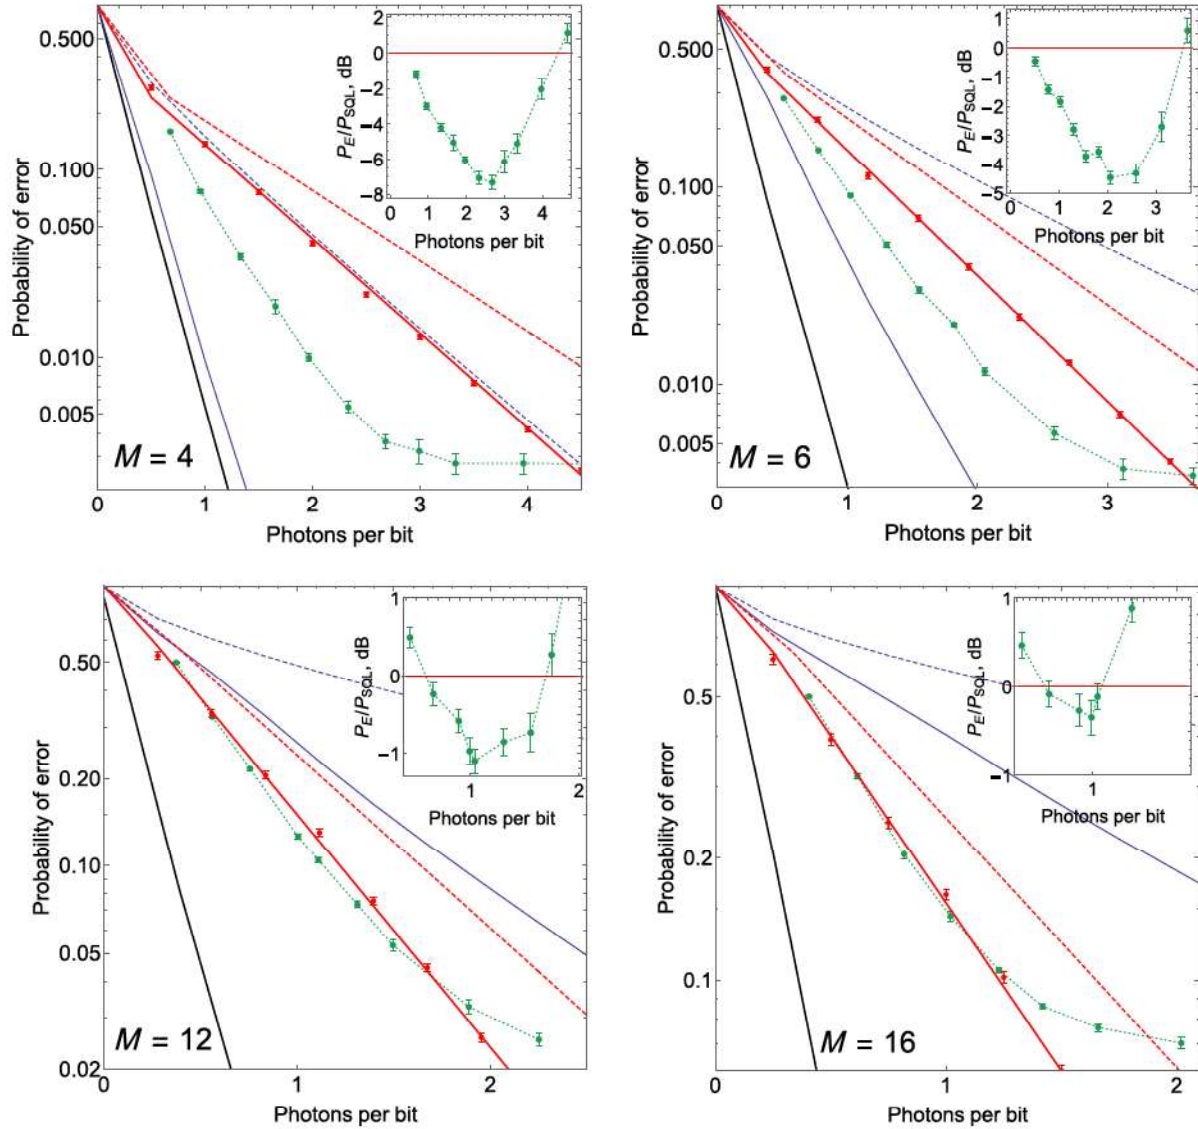 0.500
0.100
0.050
0.010
0.005
Probability of error
0 1 2 3 4
Photons per bit
M = 4
2
0
−2
−4
−6
−8
P_E/P_SQL, dB
0 1 2 3 4
Photons per bit
0.500
0.100
0.050
0.010
0.005
Probability of error
0 1 2 3
Photons per bit
M = 6
1
0
−1
−2
−3
−4
−5
P_E/P_SQL, dB
0 1 2 3
Photons per bit
0.50
0.20
0.10
0.05
0.02
Probability of error
0 1 2
Photons per bit
M = 12
1
0
−1
P_E/P_SQL, dB
1 2
Photons per bit
0.5
0.2
0.1
Probability of error
0 1 2
Photons per bit
M = 16
1
0
−1
P_E/P_SQL, dB
1
Photons per bit